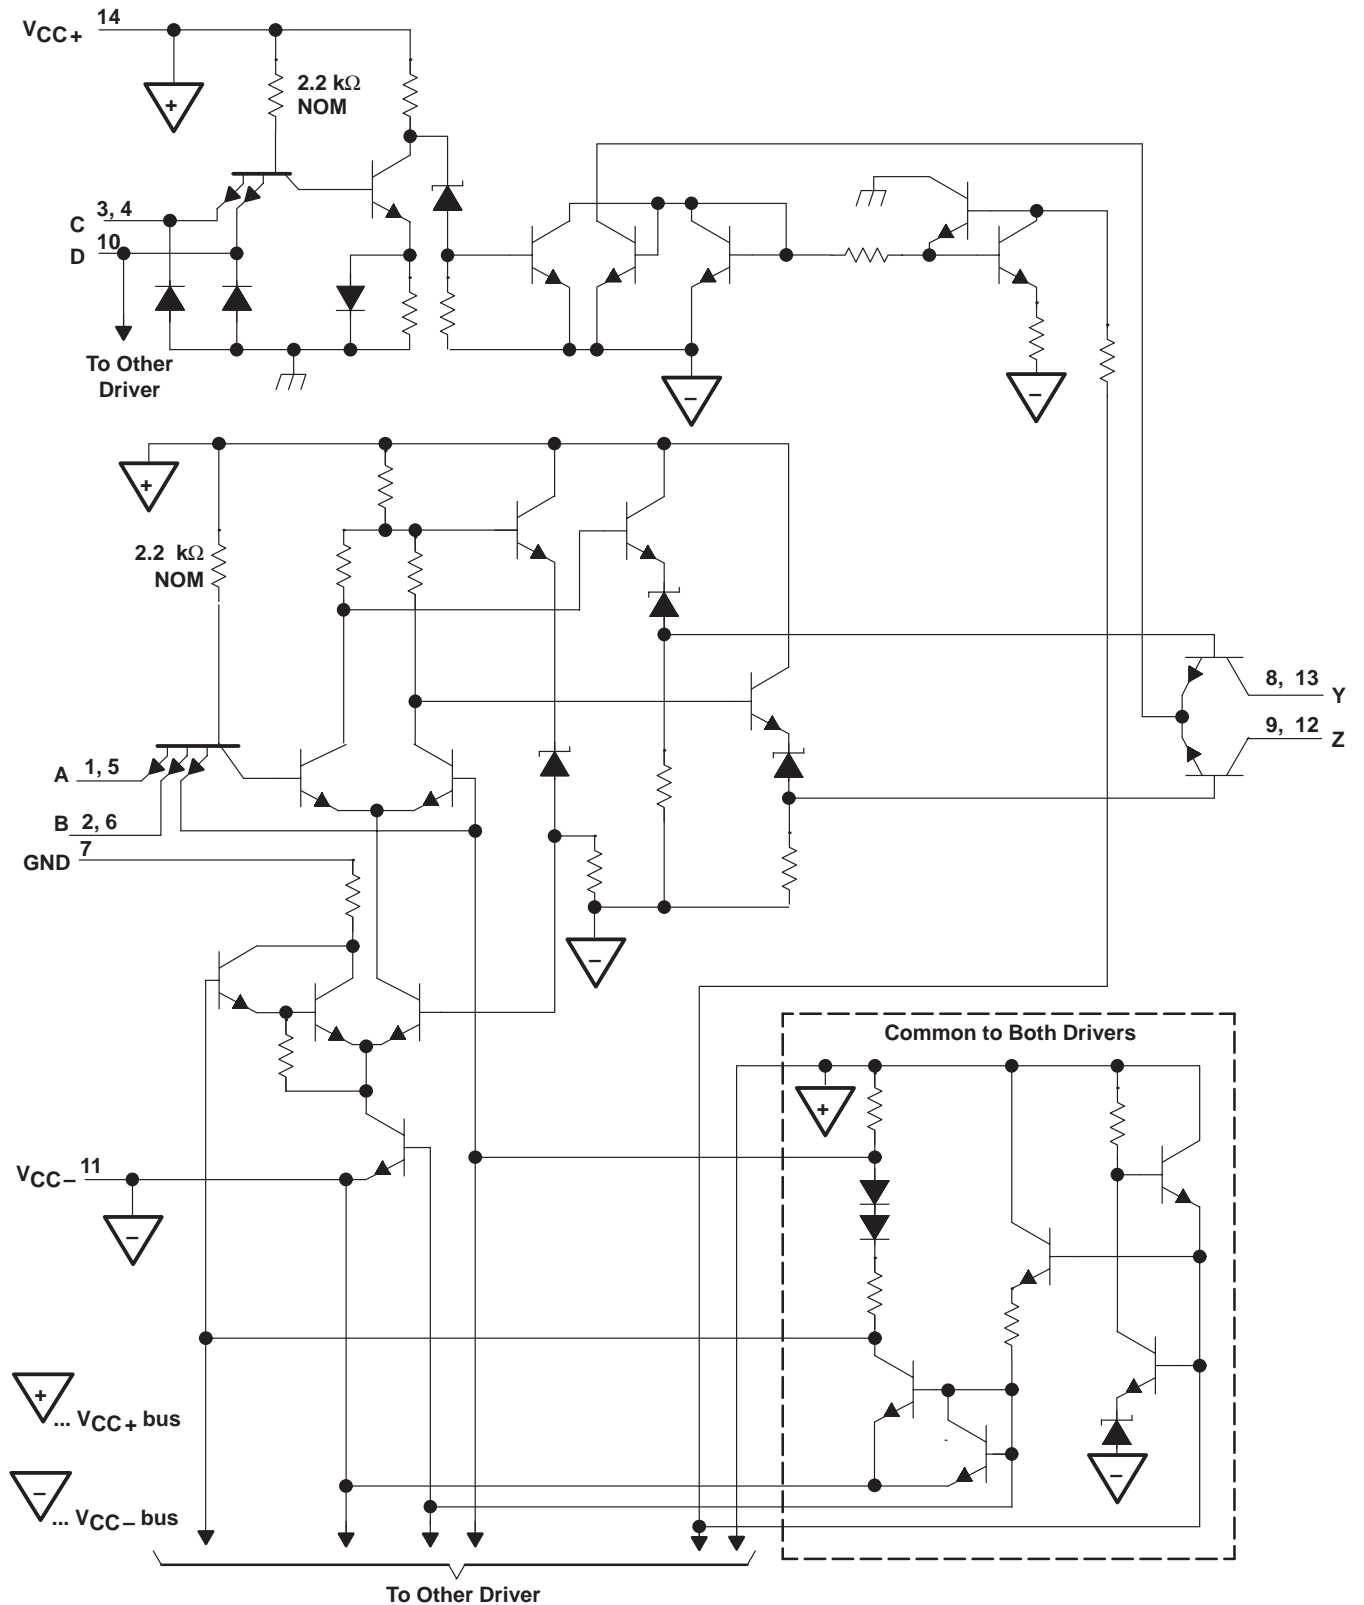 VCC+ 14
+
2.2 kΩ
NOM
C 3, 4
D 10
To Other
Driver
−
−
+
2.2 kΩ
NOM
8, 13
Y
9, 12
Z
A 1, 5
B 2, 6
GND 7
−
Common to Both Drivers
+
VCC− 11
−
+
... VCC+ bus
−
−
... VCC− bus
To Other Driver